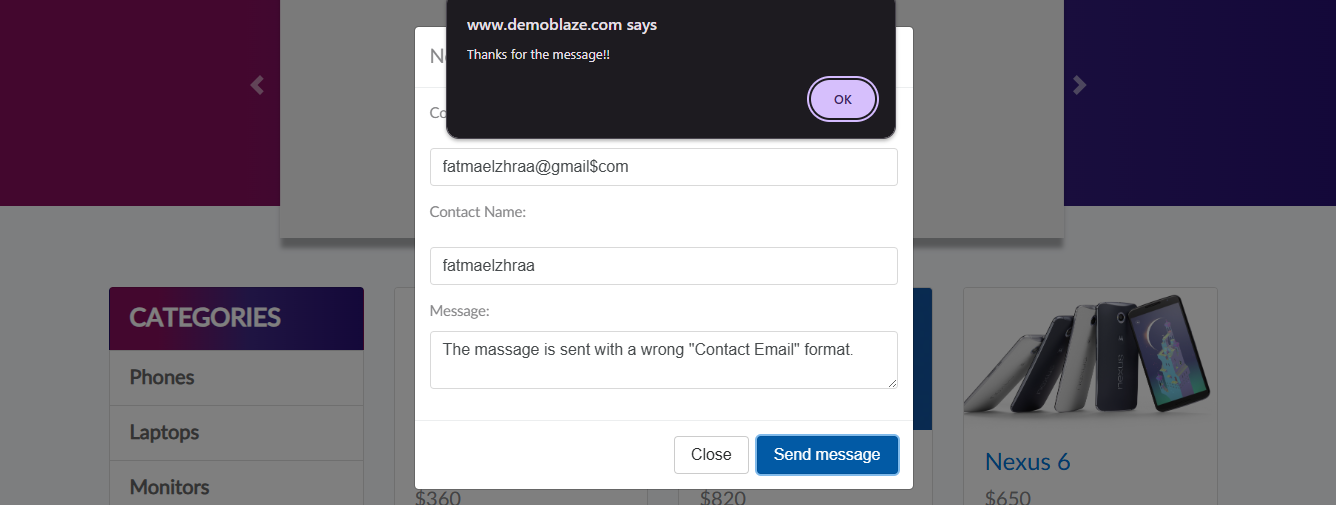 www.demoblaze.com says
Thanks for the message!!
OK
fatmaelzhraa@gmail$com
Contact Name:
fatmaelzhraa
Message:
The massage is sent with a wrong "Contact Email" format.
Close
Send message
CATEGORIES
Phones
Laptops
Monitors
$360
$820
Nexus 6
$650